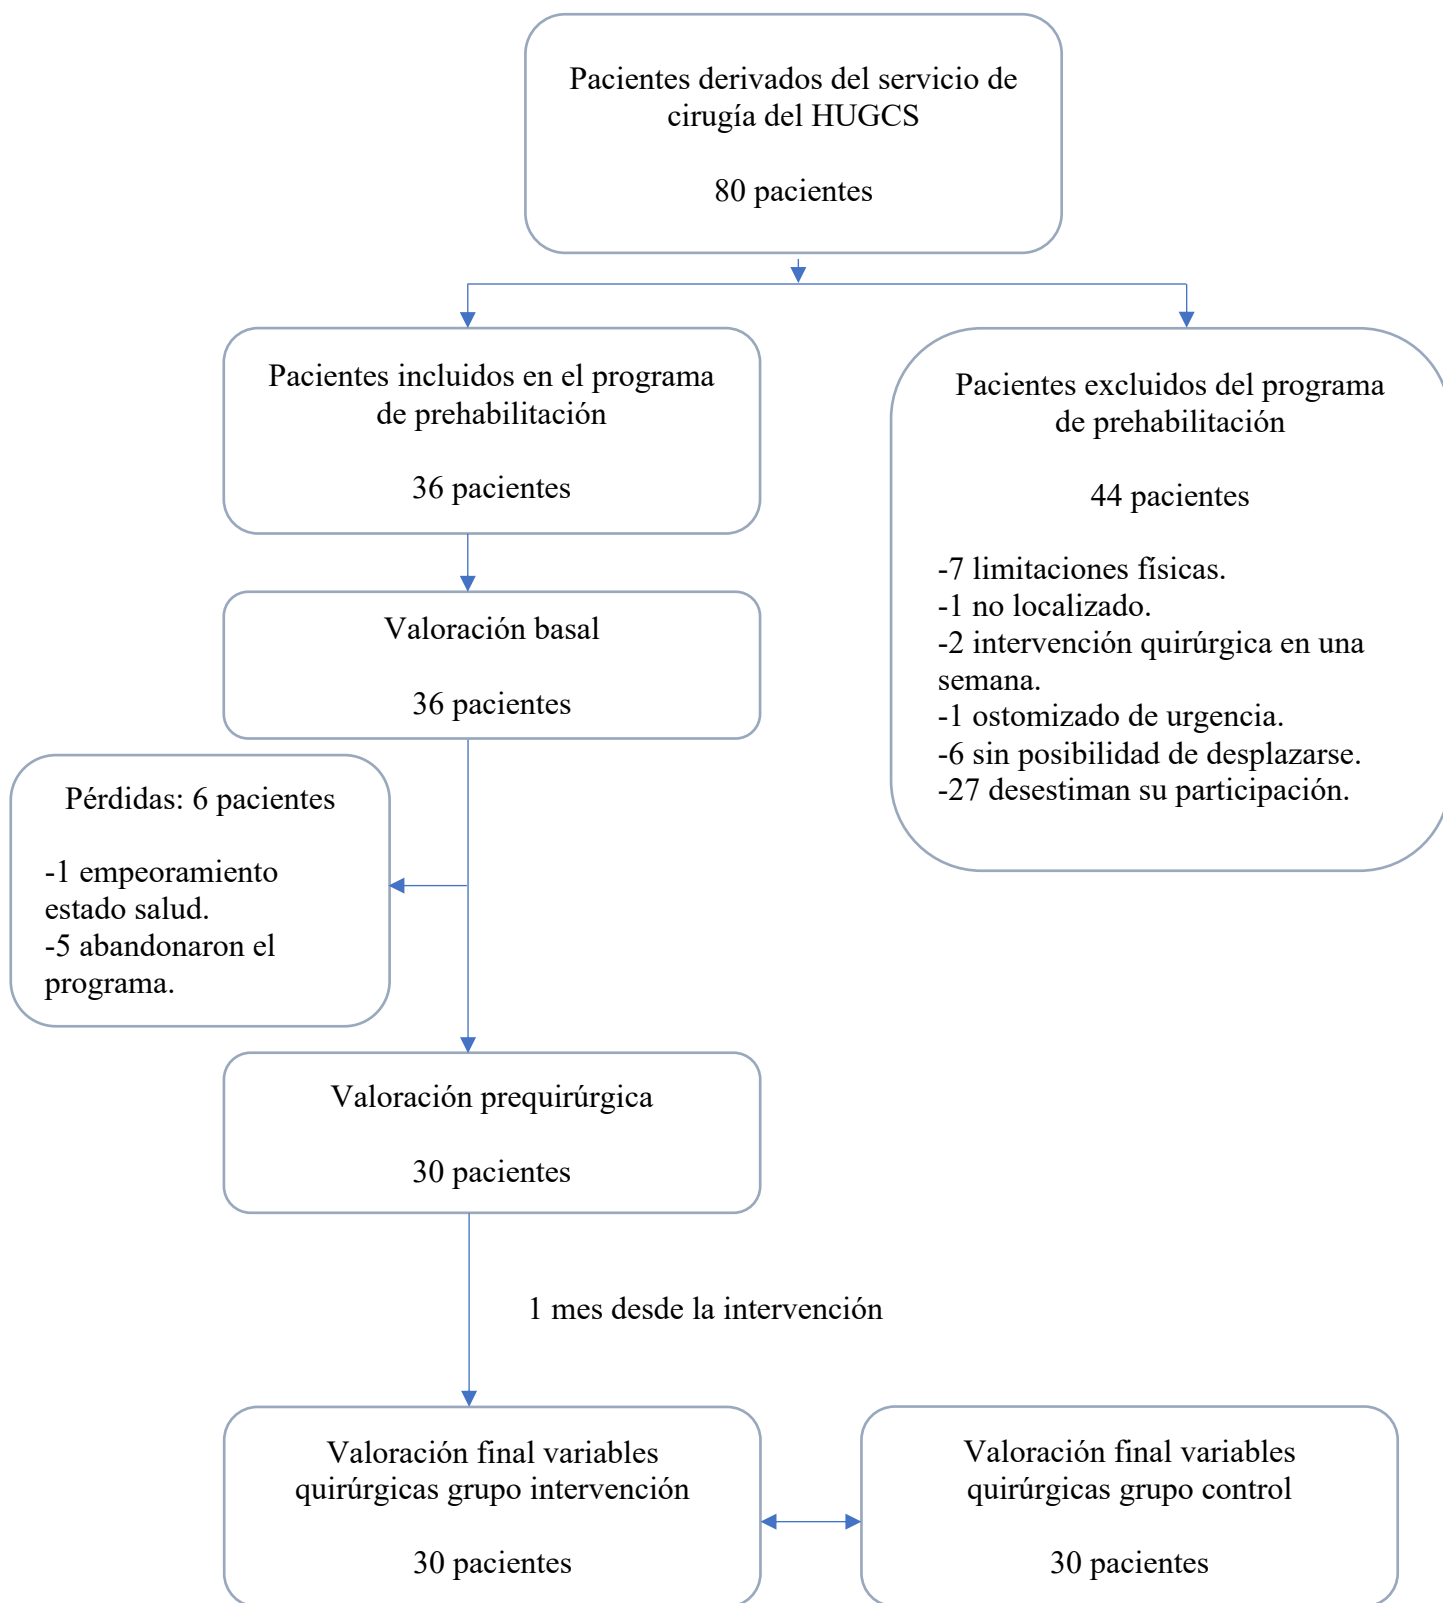 Pacientes derivados del servicio de
cirugía del HUGCS
80 pacientes
Pacientes incluidos en el programa
de prehabilitación
36 pacientes
Pacientes excluidos del programa
de prehabilitación
44 pacientes
-7 limitaciones físicas.
-1 no localizado.
-2 intervención quirúrgica en una
semana.
-1 ostomizado de urgencia.
-6 sin posibilidad de desplazarse.
-27 desestiman su participación.
Valoración basal
36 pacientes
Pérdidas: 6 pacientes
-1 empeoramiento
estado salud.
-5 abandonaron el
programa.
Valoración prequirúrgica
30 pacientes
1 mes desde la intervención
Valoración final variables
quirúrgicas grupo intervención
30 pacientes
Valoración final variables
quirúrgicas grupo control
30 pacientes